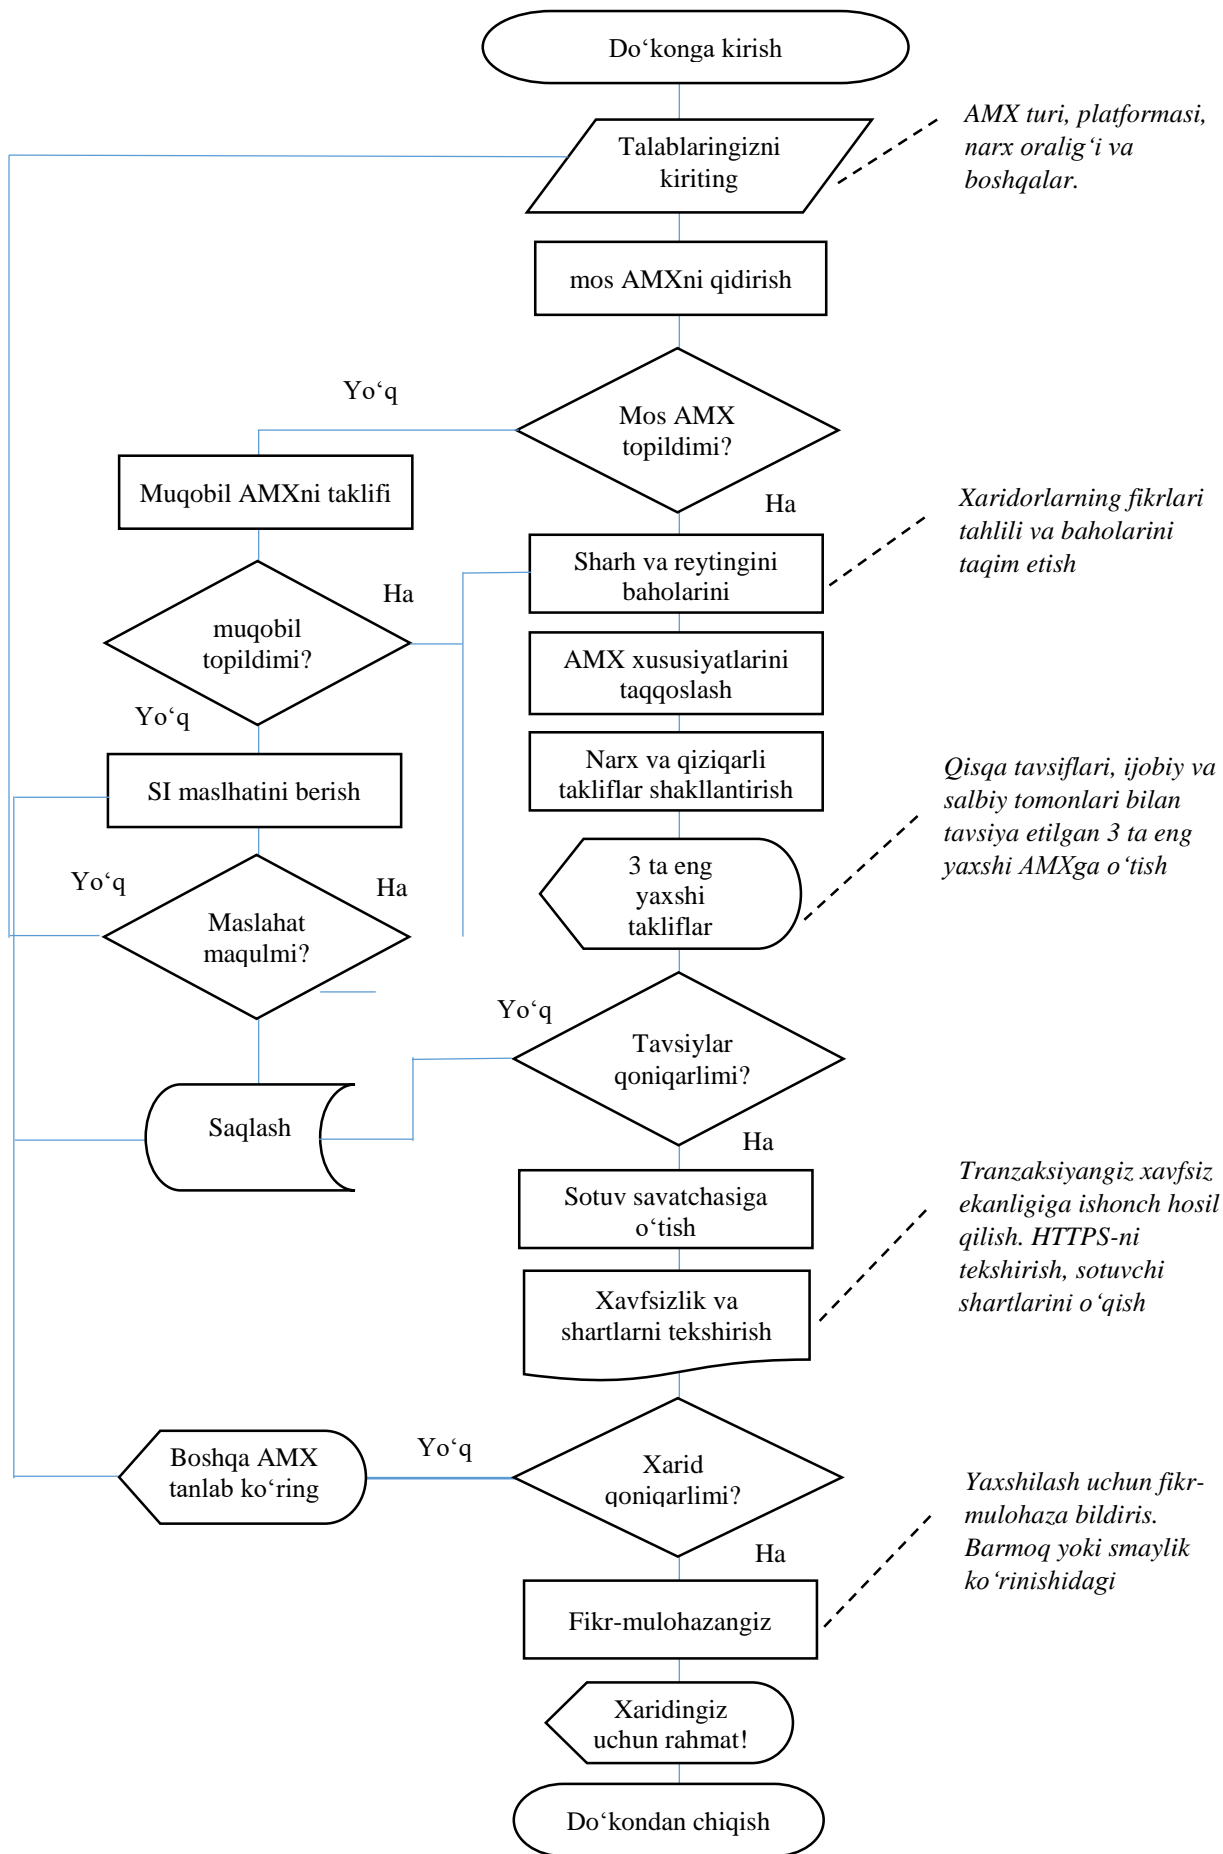 Do‘konga kirish
Talablaringizni
kiriting
AMX turi, platformasi,
narx oralig‘i va
boshqalar.
mos AMXni qidirish
Yo‘q
Mos AMX
topildimi?
Ha
Muqobil AMXni taklifi
Xaridorlarning fikrlari
tahlili va baholarini
taqim etish
Sharh va reytingini
baholarini
Ha
muqobil
topildimi?
AMX xususiyatlarini
taqqoslash
Yo‘q
SI maslhatini berish
Narx va qiziqarli
takliflar shakllantirish
Qisqa tavsiflari, ijobiy va
salbiy tomonlari bilan
tavsiya etilgan 3 ta eng
yaxshi AMXga o‘tish
3 ta eng
yaxshi
takliflar
Yo‘q
Ha
Maslahat
maqulmi?
Yo‘q
Tavsiylar
qoniqarlimi?
Saqlash
Ha
Sotuv savatchasiga
o‘tish
Tranzaksiyangiz xavfsiz
ekanligiga ishonch hosil
qilish. HTTPS-ni
tekshirish, sotuvchi
shartlarini o‘qish
Xavfsizlik va
shartlarni tekshirish
Boshqa AMX
tanlab ko‘ring
Yo‘q
Xarid
qoniqarlimi?
Yaxshilash uchun fikr-
mulohaza bildiris.
Barmoq yoki smaylik
ko‘rinishidagi
Ha
Fikr-mulohazangiz
Xaridingiz
uchun rahmat!
Do‘kondan chiqish